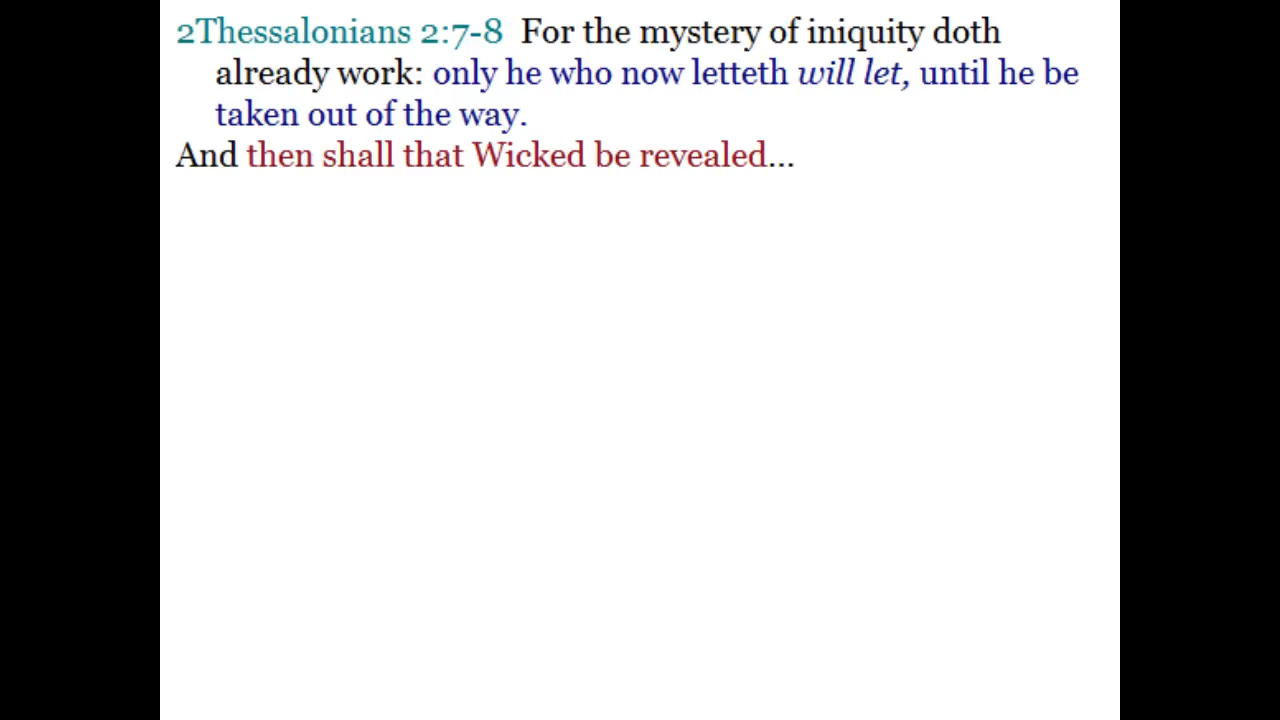 2Thessalonians 2:7-8  For the mystery of iniquity doth
already work: only he who now letteth will let, until he be
taken out of the way.
And then shall that Wicked be revealed...